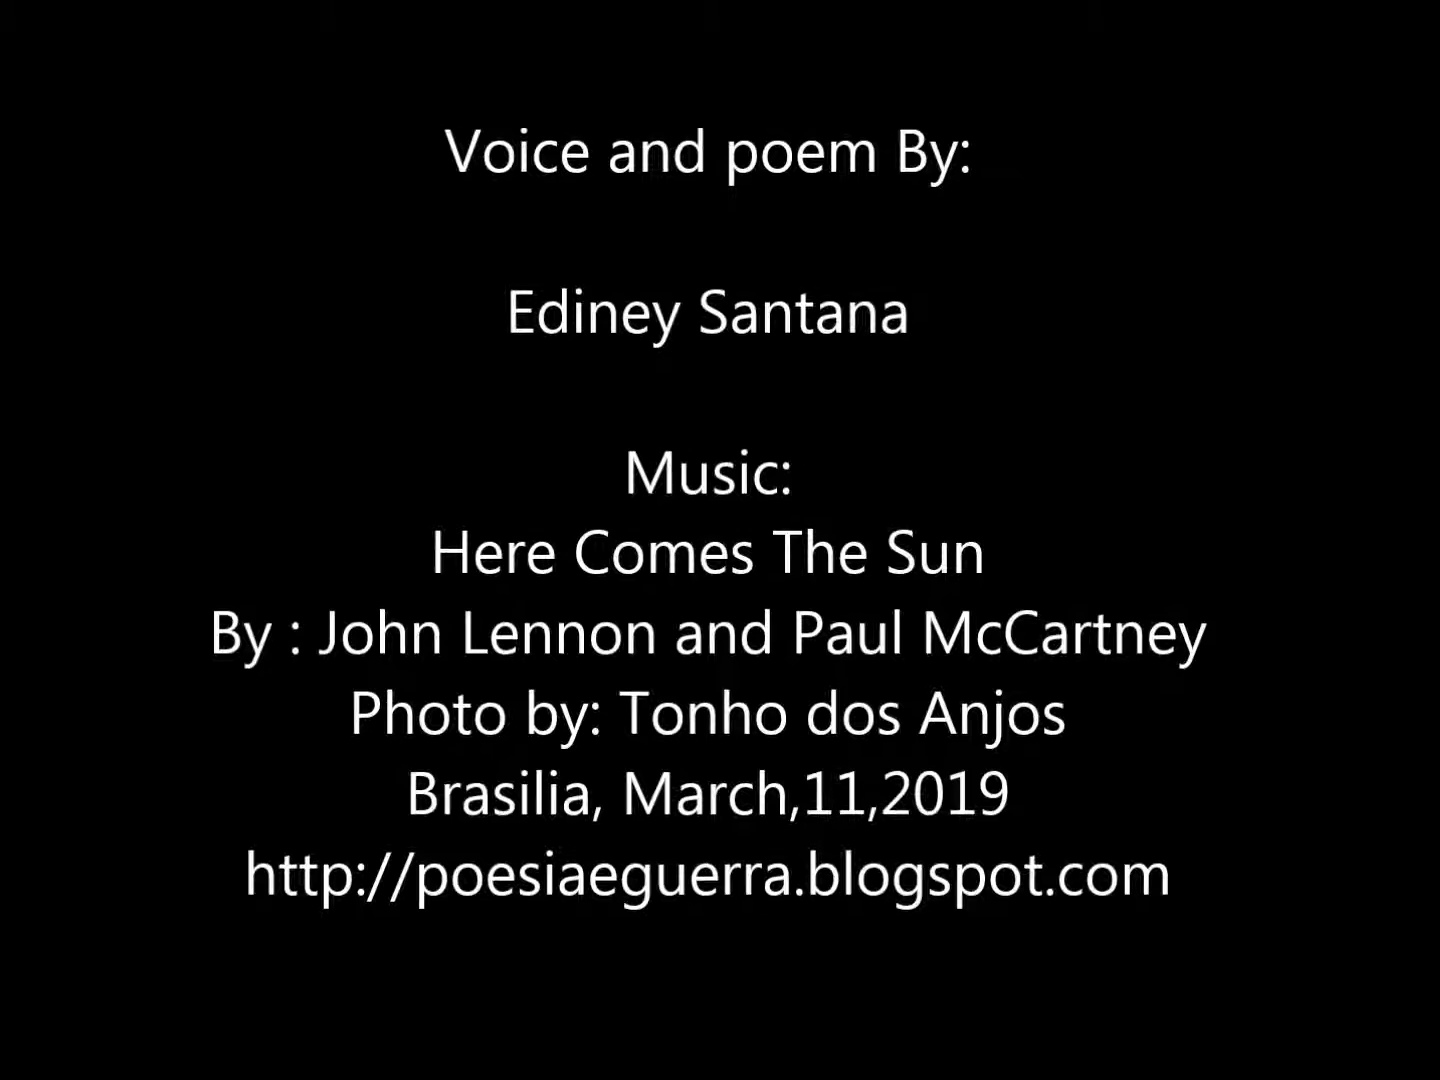 Voice and poem By:
Ediney Santana
Music:
Here Comes The Sun
By : John Lennon and Paul McCartney
Photo by: Tonho dos Anjos
Brasilia, March,11,2019
http://poesiaeguerra.blogspot.com